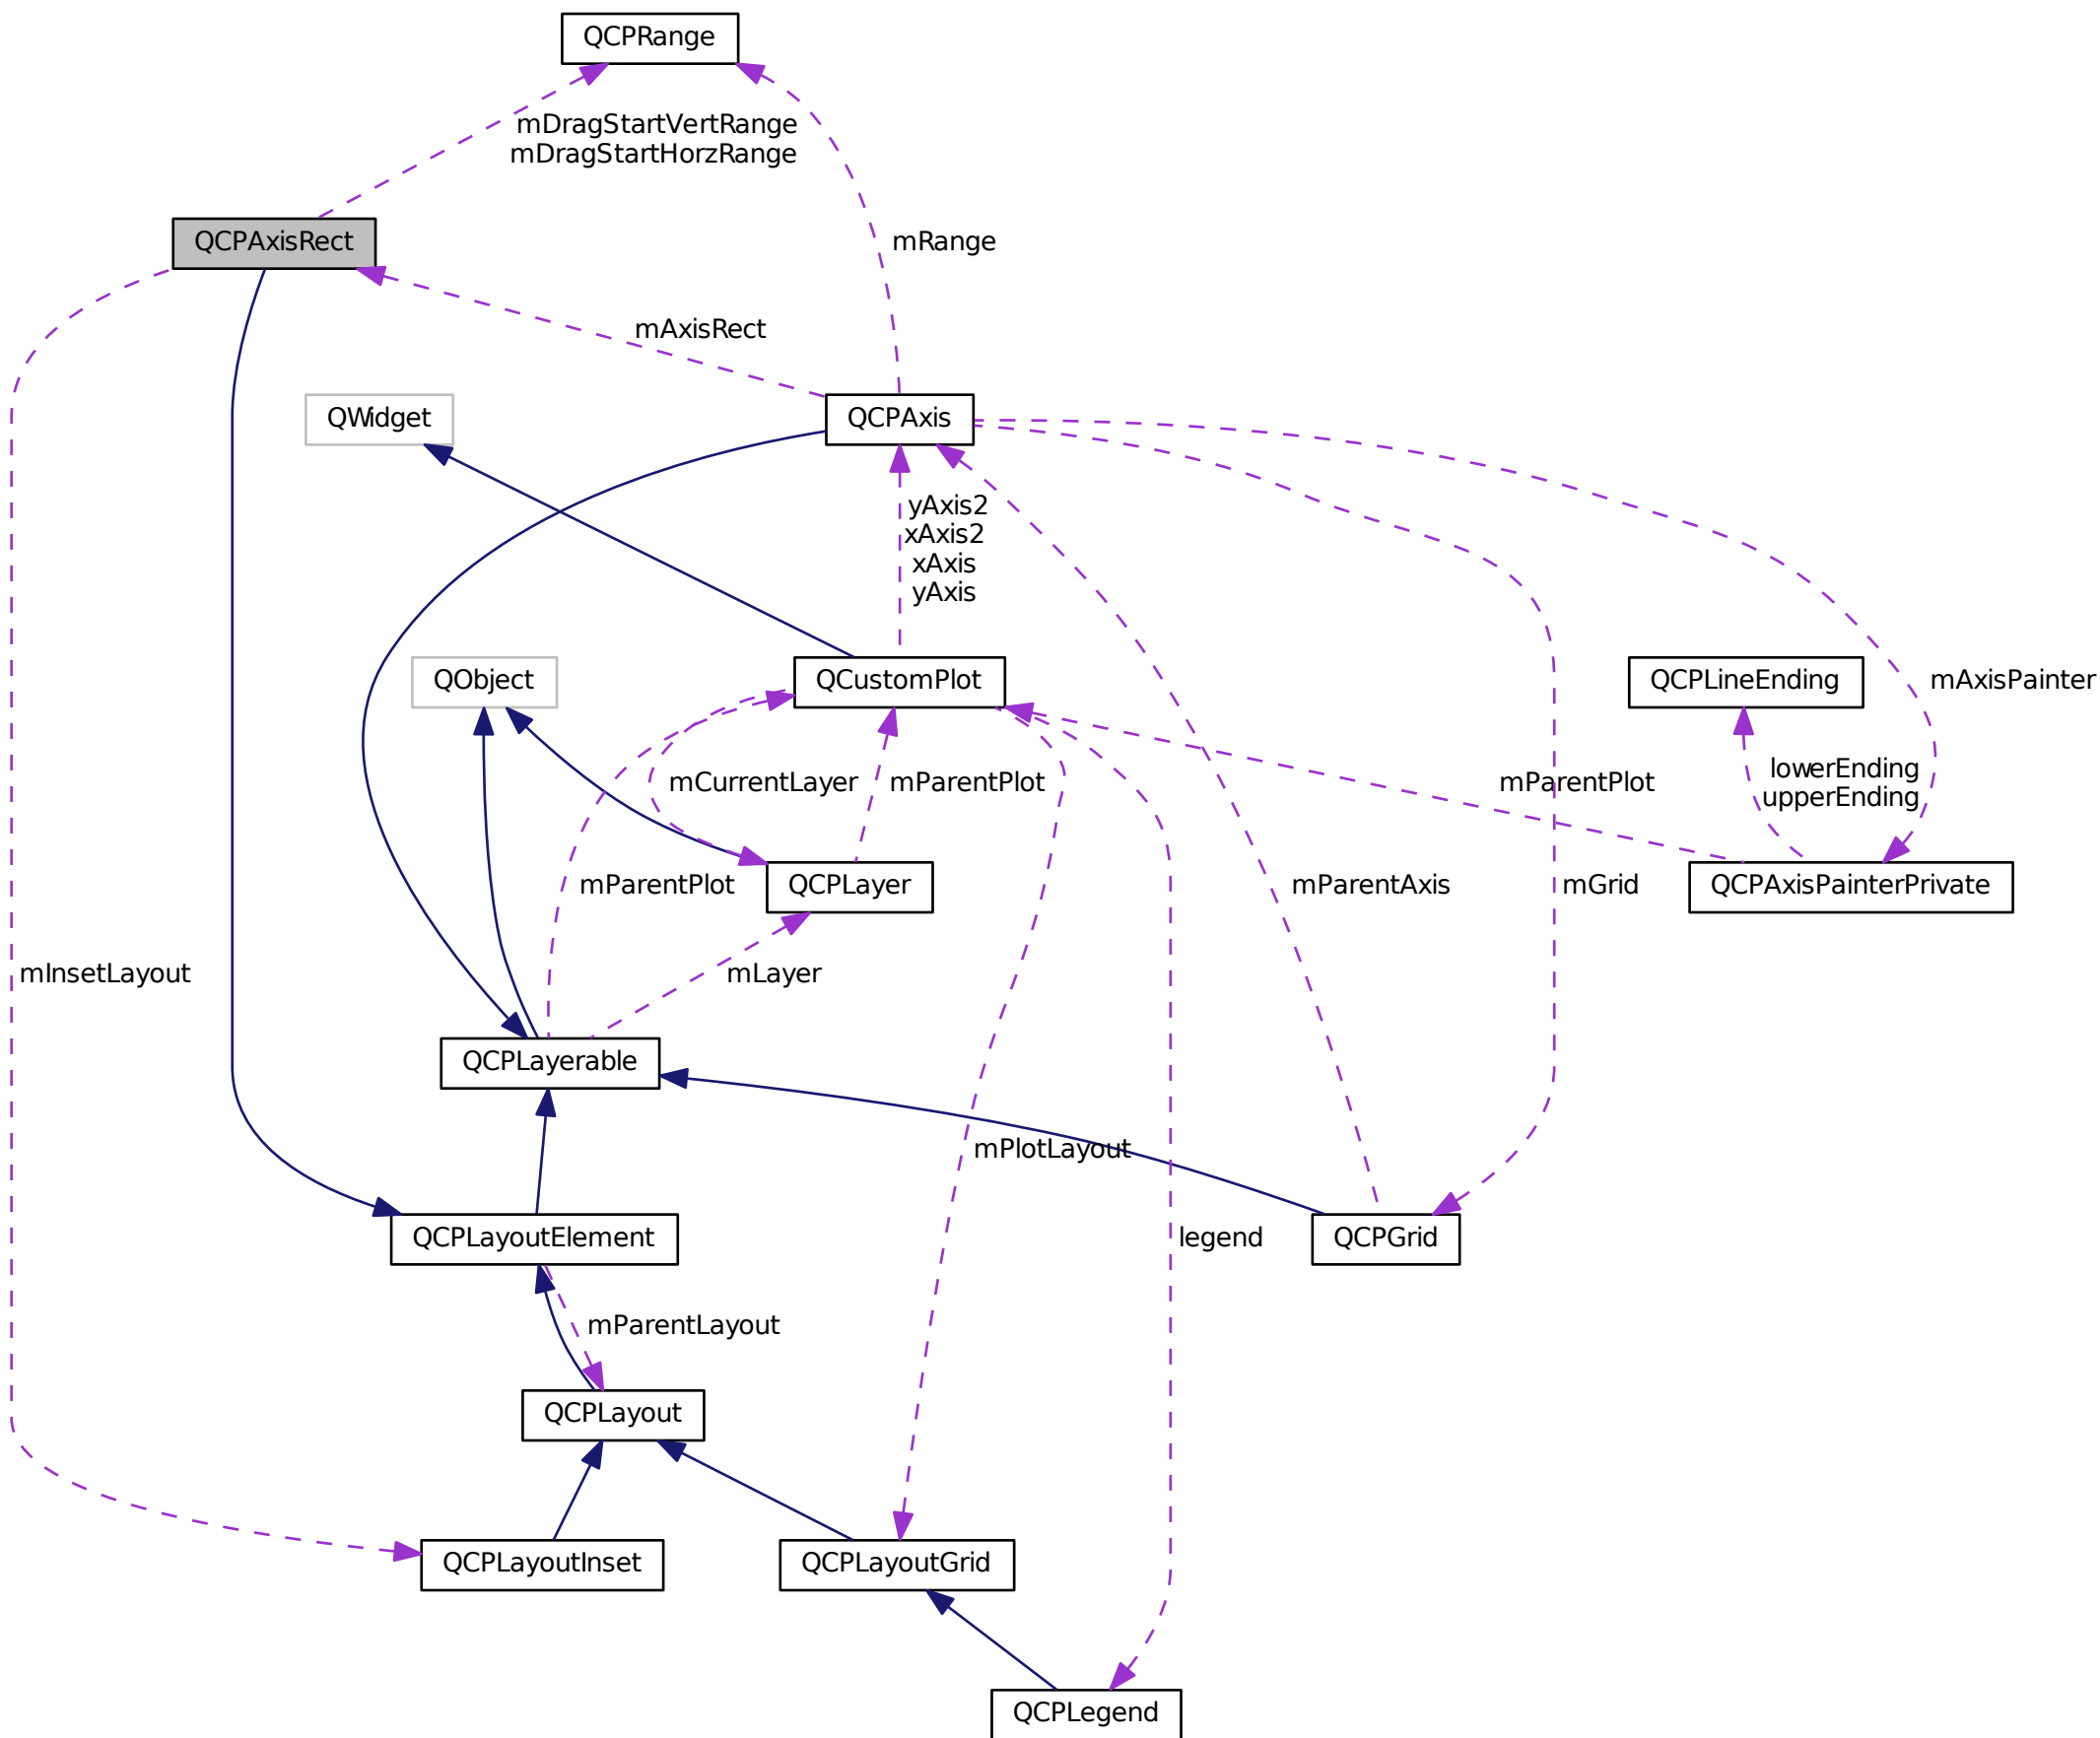 QCPRange
mDragStartVertRange
mDragStartHorzRange
QCPAxisRect
mRange
mAxisRect
QWidget
QCPAxis
yAxis2
xAxis2
xAxis
yAxis
QObject
QCustomPlot
QCPLineEnding
mAxisPainter
mCurrentLayer
mParentPlot
mParentPlot
lowerEnding
upperEnding
mParentPlot
QCPLayer
mParentAxis
mGrid
QCPAxisPainterPrivate
mInsetLayout
mLayer
QCPLayerable
mPlotLayout
QCPLayoutElement
legend
QCPGrid
mParentLayout
QCPLayout
QCPLayoutInset
QCPLayoutGrid
QCPLegend